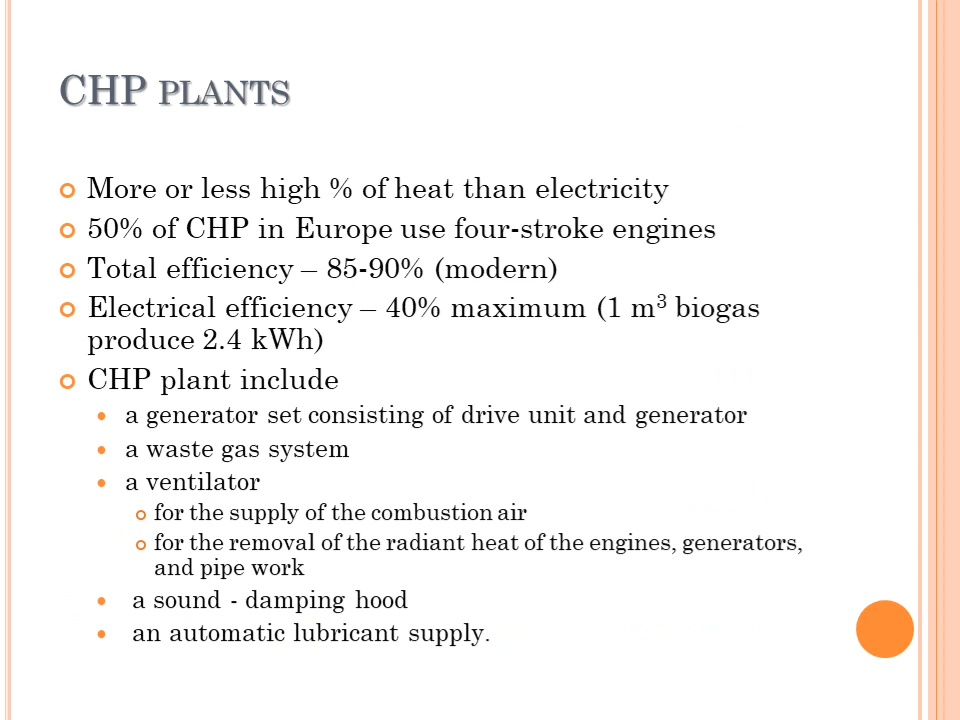 CHP PLANTS
More or less high % of heat than electricity
50% of CHP in Europe use four-stroke engines
Total efficiency – 85-90% (modern)
Electrical efficiency – 40% maximum (1 m³ biogas
produce 2.4 kWh)
CHP plant include
a generator set consisting of drive unit and generator
a waste gas system
a ventilator
for the supply of the combustion air
for the removal of the radiant heat of the engines, generators,
and pipe work
a sound - damping hood
an automatic lubricant supply.